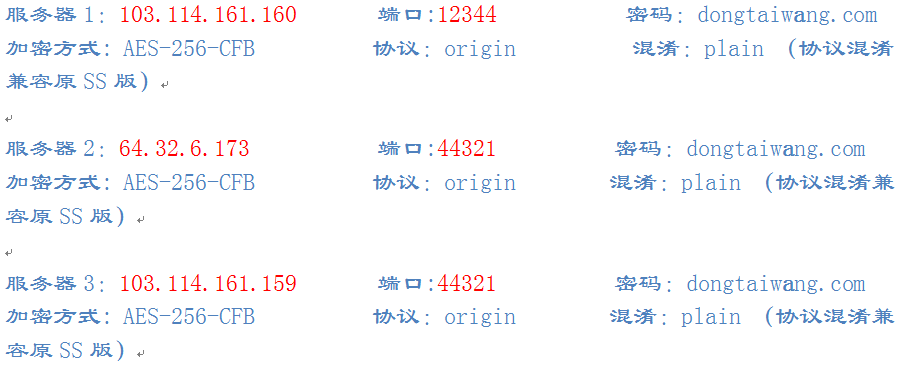 服务器 1: 103.114.161.160 端口:12344 密码: dongtaiwang.com
加密方式: AES-256-CFB 协议: origin 混淆: plain (协议混淆
兼容原 SS 版)
服务器 2: 64.32.6.173 端口:44321 密码: dongtaiwang.com
加密方式: AES-256-CFB 协议: origin 混淆: plain (协议混淆兼
容原 SS 版)
服务器 3: 103.114.161.159 端口:44321 密码: dongtaiwang.com
加密方式: AES-256-CFB 协议: origin 混淆: plain (协议混淆兼
容原 SS 版)